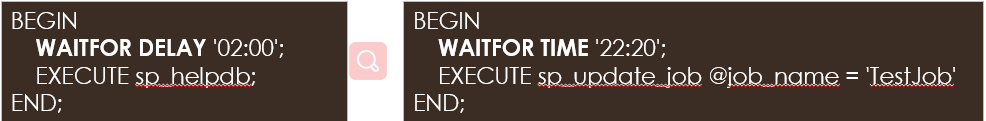 BEGIN
WAITFOR DELAY '02:00';
EXECUTE sp_helpdb;
END;
BEGIN
WAITFOR TIME '22:20';
EXECUTE sp_update_job @job_name = 'TestJob'
END;